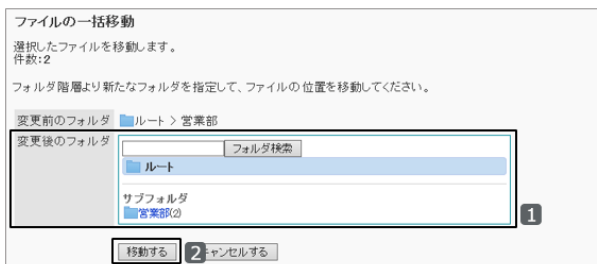 ファイルの一括移動
選択したファイルを移動します。
件数:2
フォルダ階層より新たなフォルダを指定して、ファイルの位置を移動してください。
変更前のフォルダ ルート > 営業部
変更後のフォルダ
フォルダ検索
ルート
サブフォルダ
営業部(2)
1
移動する 2 ャンセルする